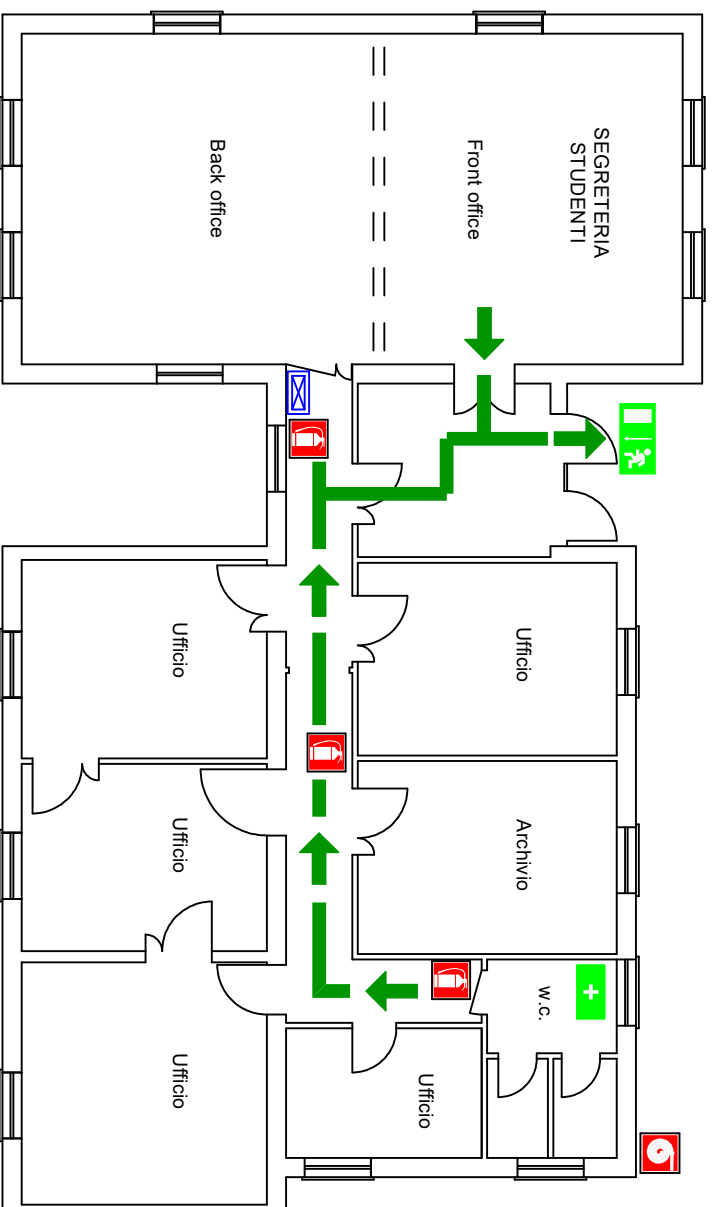 SEGRETERIA
STUDENTI
w.c.
Ufficio
Archivio
Front office
Ufficio
Back office
Ufficio
Ufficio
Ufficio